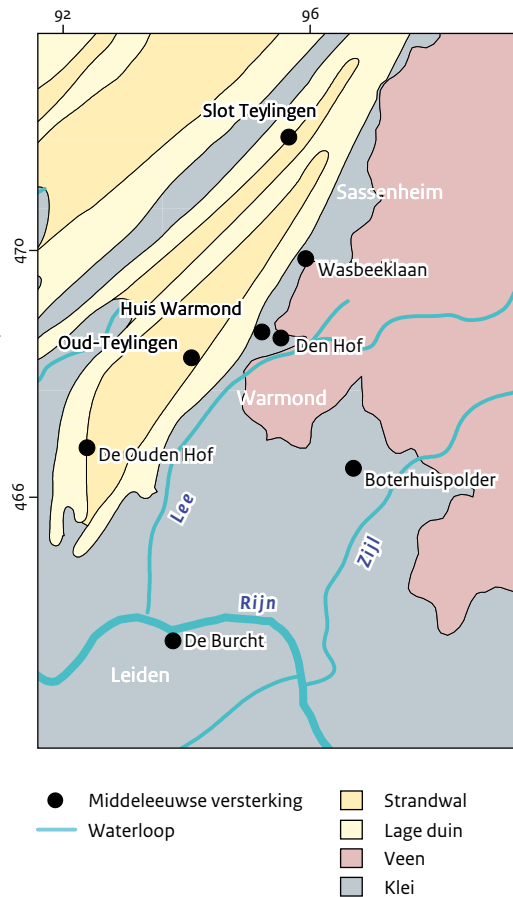 92 96
Slot Teylingen
Sassenheim
470
Wasbeeklaan
Huis Warmond
Oud-Teylingen
Den Hof
Warmond
De Ouden Hof
Boterhuispolder
466
Lee
Zijl
Rijn
De Burcht
Leiden
Middeleeuwse versterking
Waterloop
Strandwal
Lage duin
Veen
Klei